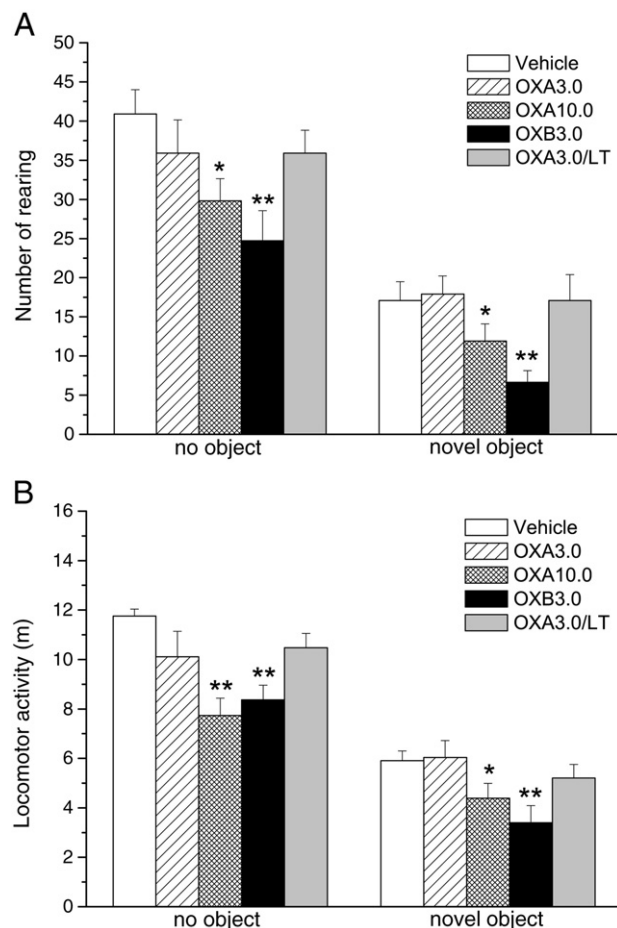 A
50
45
40
35
30
25
20
15
10
5
0
Number of rearing
Vehicle
OXA3.0
OXA10.0
OXB3.0
OXA3.0/LT
*
**
*
**
no object
novel object
B
16
14
12
10
8
6
4
2
0
Locomotor activity (m)
Vehicle
OXA3.0
OXA10.0
OXB3.0
OXA3.0/LT
**
**
*
**
no object
novel object